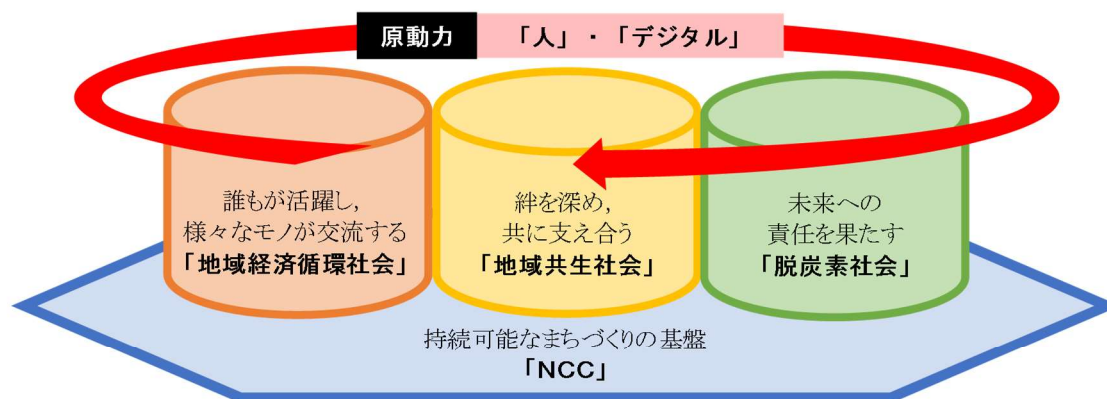 原動力 「人」・「デジタル」
誰もが活躍し,
様々なモノが交流する
「地域経済循環社会」
絆を深め,
共に支え合う
「地域共生社会」
未来への
責任を果たす
「脱炭素社会」
持続可能なまちづくりの基盤
「NCC」